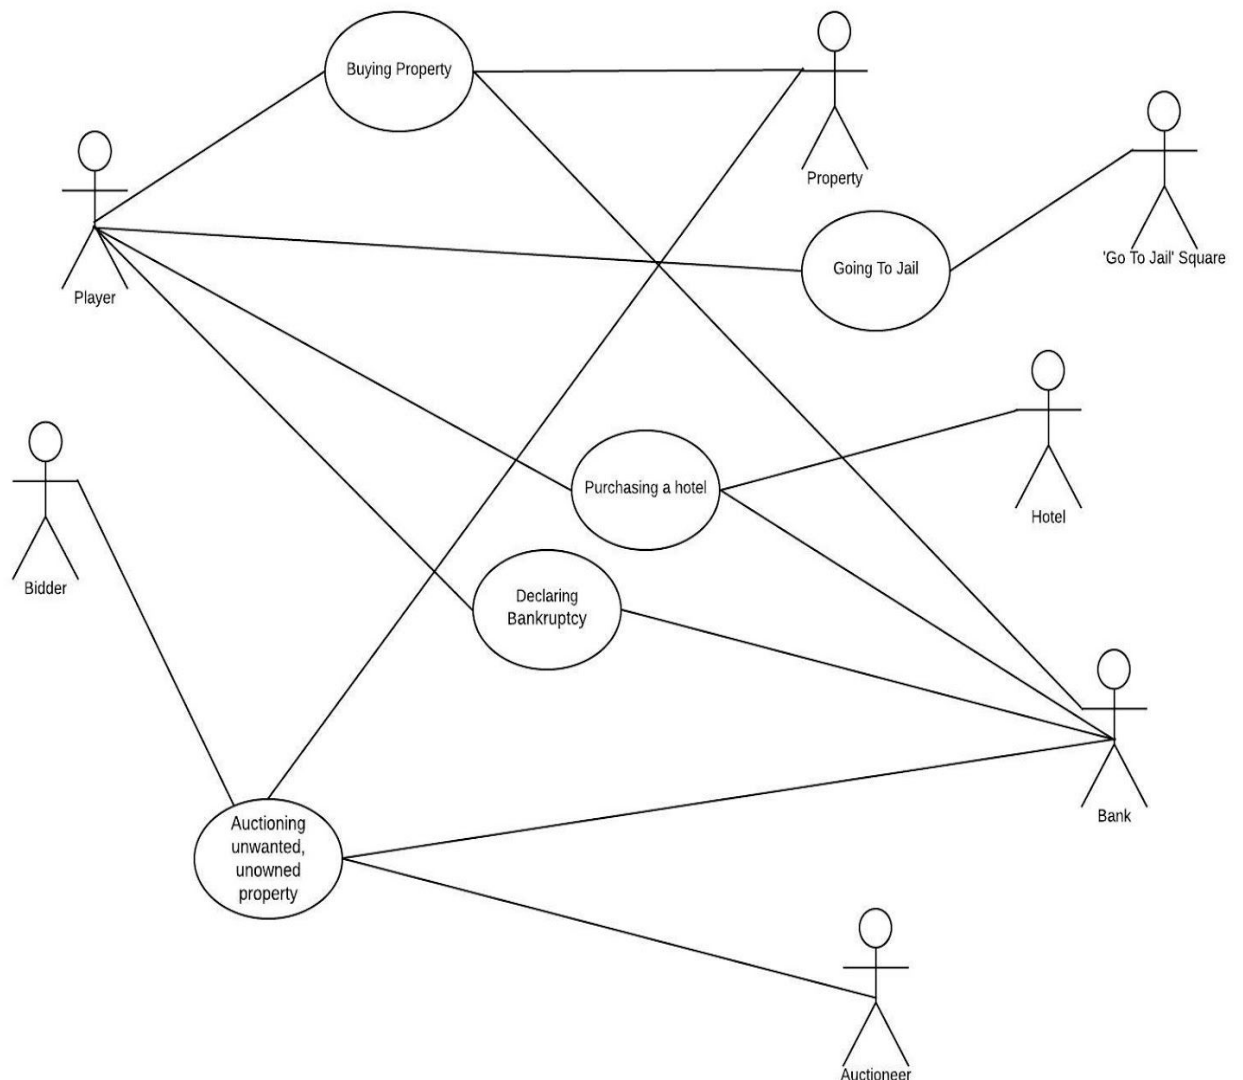 Buying Property
Property
Player
Going To Jail
'Go To Jail' Square
Purchasing a hotel
Hotel
Bidder
Declaring
Bankruptcy
Bank
Auctioning
unwanted,
unowned
property
Auctioneer